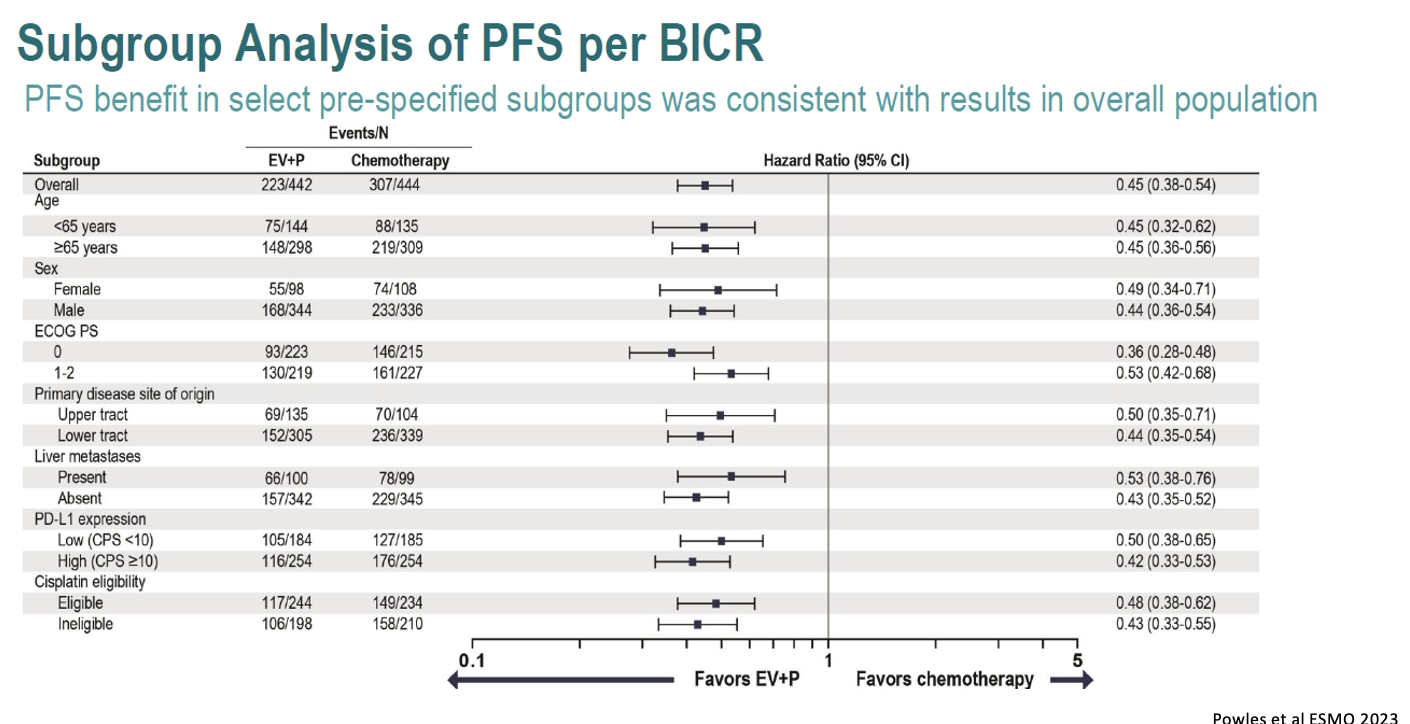 Subgroup Analysis of PFS per BICR
PFS benefit in select pre-specified subgroups was consistent with results in overall population
Events/N
Subgroup EV+P Chemotherapy Hazard Ratio (95% CI)
Overall 223/442 307/444 0.45 (0.38-0.54)
Age
<65 years 75/144 88/135 0.45 (0.32-0.62)
≥65 years 148/298 219/309 0.45 (0.36-0.56)
Sex
Female 55/98 74/108 0.49 (0.34-0.71)
Male 168/344 233/336 0.44 (0.36-0.54)
ECOG PS
0 93/223 146/215 0.36 (0.28-0.48)
1-2 130/219 161/227 0.53 (0.42-0.68)
Primary disease site of origin
Upper tract 69/135 70/104 0.50 (0.35-0.71)
Lower tract 152/305 236/339 0.44 (0.35-0.54)
Liver metastases
Present 66/100 78/99 0.53 (0.38-0.76)
Absent 157/342 229/345 0.43 (0.35-0.52)
PD-L1 expression
Low (CPS <10) 105/184 127/185 0.50 (0.38-0.65)
High (CPS ≥10) 116/254 176/254 0.42 (0.33-0.53)
Cisplatin eligibility
Eligible 117/244 149/234 0.48 (0.38-0.62)
Ineligible 106/198 158/210 0.43 (0.33-0.55)
0.1 1 5
Favors EV+P Favors chemotherapy
Powles et al ESMO 2023